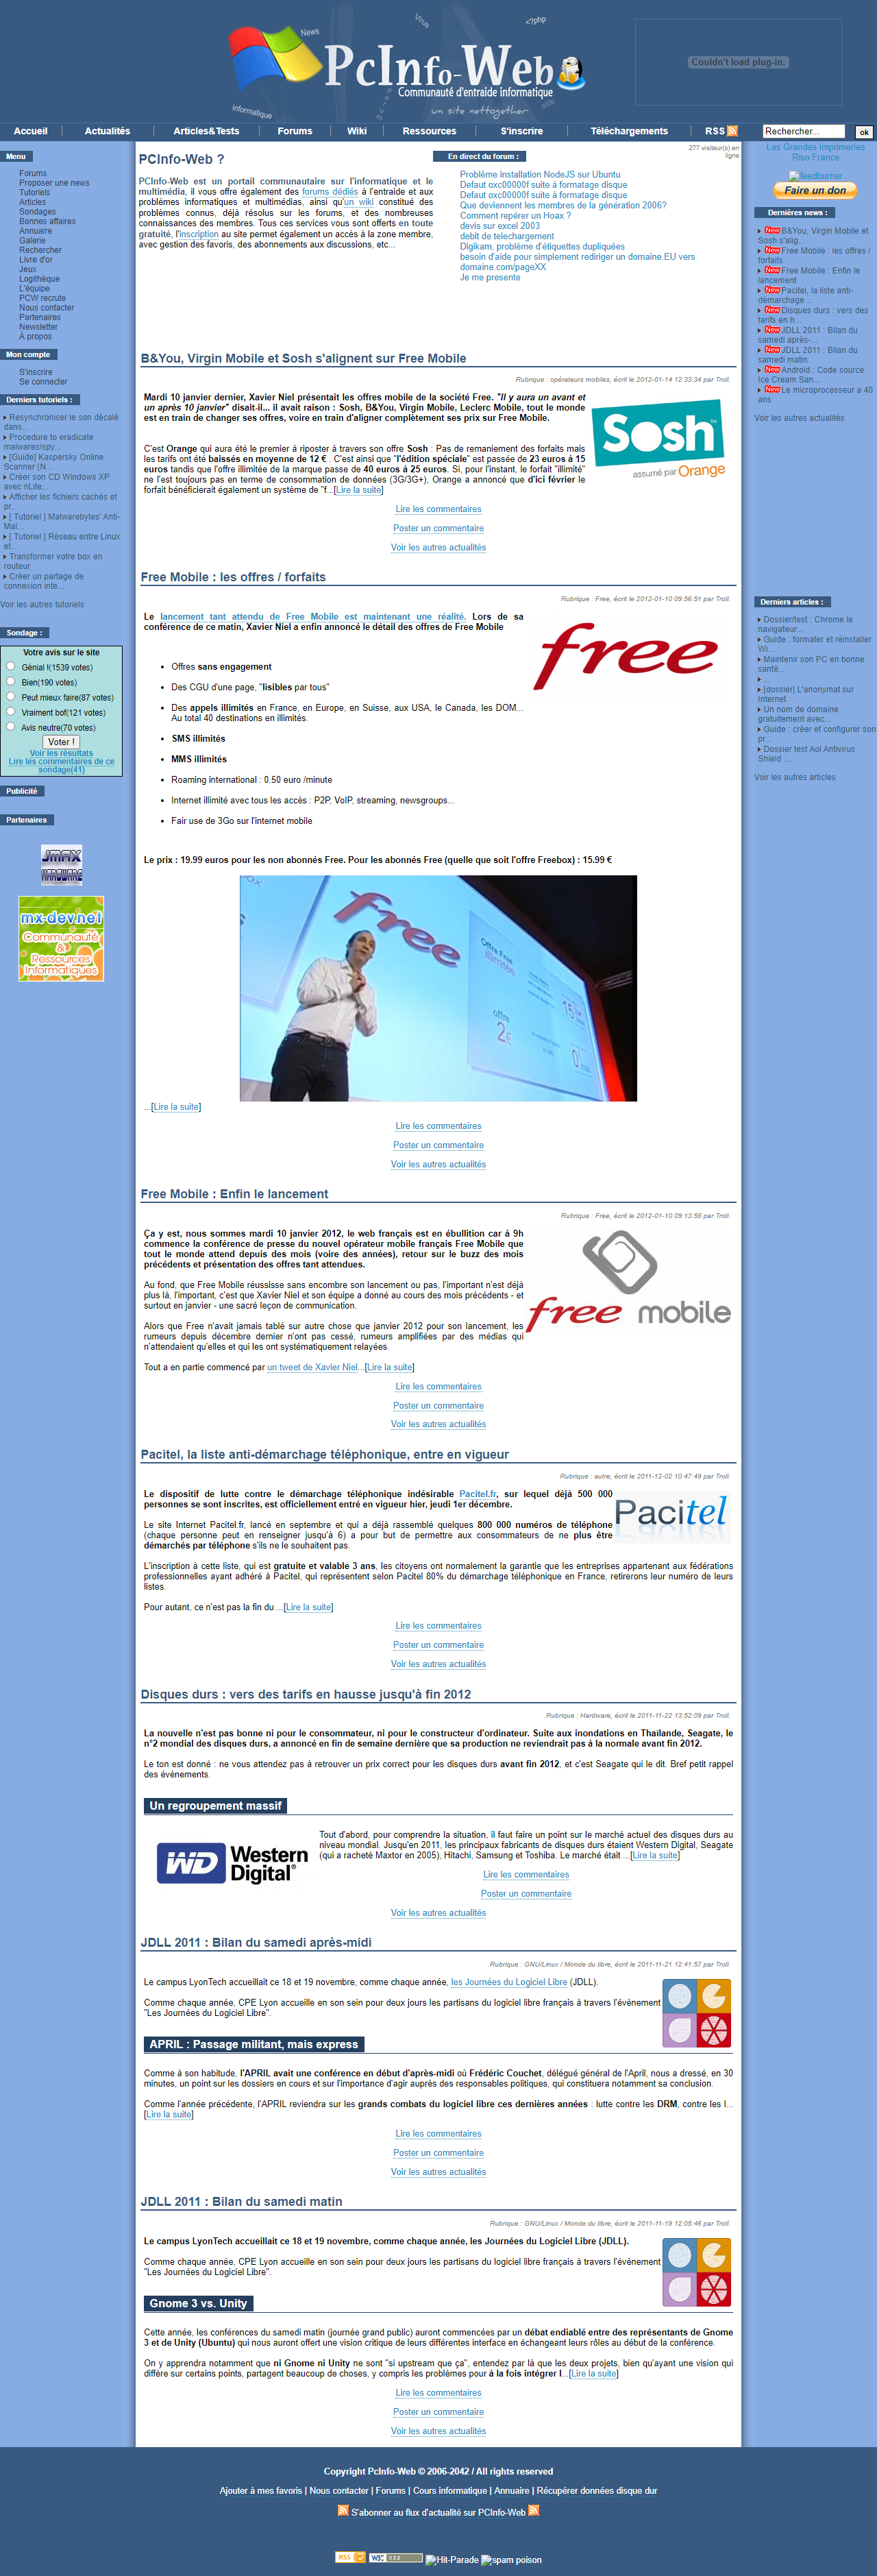 News
Virus
<?php
PcInfo-Web
Communauté d'entraide informatique
informatique
Forums
un site nettogether
aide
Couldn't load plug-in.
Accueil
Actualités
Articles&Tests
Forums
Wiki
Ressources
S'inscrire
Téléchargements
RSS
Rechercher...
ok
Menu
Forums
Proposer une news
Tutoriels
Articles
Sondages
Bonnes affaires
Annuaire
Galerie
Rechercher
Livre d'or
Jeux
Logithèque
L'équipe
PCW recrute
Nous contacter
Partenaires
Newsletter
À propos
Mon compte
S'inscrire
Se connecter
Derniers tutoriels :
Resynchroniser le son décalé
dans...
Procedure to eradicate
malwares/spy...
[Guide] Kaspersky Online
Scanner (N...
Créer son CD Windows XP
avec nLite...
Afficher les fichiers cachés et
pr...
[ Tutoriel ] Malwarebytes' Anti-
Mal...
[ Tutoriel ] Réseau entre Linux
et...
Transformer votre box en
routeur
Créer un partage de
connexion inte...
Voir les autres tutoriels
Sondage :
Votre avis sur le site
Génial !(1539 votes)
Bien(190 votes)
Peut mieux faire(87 votes)
Vraiment bof(121 votes)
Avis neutre(70 votes)
Voter !
Voir les résultats
Lire les commentaires de ce
sondage(41)
Publicité
Partenaires
JMAX
HARDWARE
mx-dev.net
Communauté
&
Ressources
Informatiques
PCInfo-Web ?
PCInfo-Web est un portail communautaire sur l'informatique et le
multimédia, il vous offre également des forums dédiés à l'entraide et aux
problèmes informatiques et multimédias, ainsi qu'un wiki constitué des
problèmes connus, déjà résolus sur les forums, et des nombreuses
connaissances des membres. Tous ces services vous sont offerts en toute
gratuité, l'inscription au site permet également un accès à la zone membre,
avec gestion des favoris, des abonnements aux discussions, etc...
En direct du forum :
Problème installation NodeJS sur Ubuntu
Defaut oxc00000f suite à formatage disque
Defaut oxc00000f suite à formatage disque
Que deviennent les membres de la génération 2006?
Comment repérer un Hoax ?
devis sur excel 2003
debit de telechargement
Digikam, problème d'étiquettes dupliquées
besoin d'aide pour simplement rediriger un domaine.EU vers
domaine.com/pageXX
Je me presente
277 visiteur(s) en
ligne
B&You, Virgin Mobile et Sosh s'alignent sur Free Mobile
Rubrique : opérateurs mobiles, écrit le 2012-01-14 12:33:34 par Troll.
Mardi 10 janvier dernier, Xavier Niel présentait les offres mobile de la société Free. "Il y aura un avant et
un après 10 janvier" disait-il... il avait raison : Sosh, B&You, Virgin Mobile, Leclerc Mobile, tout le monde
est en train de changer ses offres, voire en train d'aligner complètement ses prix sur Free Mobile.
Sosh
assumé par Orange
C'est Orange qui aura été le premier à riposter à travers son offre Sosh : Pas de remaniement des forfaits mais
les tarifs ont été baissés en moyenne de 12 € . C'est ainsi que "l'édition spéciale" est passée de 23 euros à 15
euros tandis que l'offre illimitée de la marque passe de 40 euros à 25 euros. Si, pour l'instant, le forfait "illimité"
ne l'est toujours pas en terme de consommation de données (3G/3G+), Orange a annoncé que d'ici février le
forfait bénéficierait également un système de "f...[Lire la suite]
Lire les commentaires
Poster un commentaire
Voir les autres actualités
Free Mobile : les offres / forfaits
Rubrique : Free, écrit le 2012-01-10 09:56:51 par Troll.
Le lancement tant attendu de Free Mobile est maintenant une réalité. Lors de sa
conférence de ce matin, Xavier Niel a enfin annoncé le détail des offres de Free Mobile
free
Offres sans engagement
Des CGU d'une page, "lisibles par tous"
Des appels illimités en France, en Europe, en Suisse, aux USA, le Canada, les DOM...
Au total 40 destinations en illimités.
SMS illimités
MMS illimités
Roaming international : 0.50 euro /minute
Internet illimité avec tous les accès : P2P, VoIP, streaming, newsgroups...
Fair use de 3Go sur l'internet mobile
Le prix : 19.99 euros pour les non abonnés Free. Pour les abonnés Free (quelle que soit l'offre Freebox) : 15.99 €
Offre Free
illimitée
15
offre
2€
...[Lire la suite]
Lire les commentaires
Poster un commentaire
Voir les autres actualités
Free Mobile : Enfin le lancement
Rubrique : Free, écrit le 2012-01-10 09:13:58 par Troll.
Ça y est, nous sommes mardi 10 janvier 2012, le web français est en ébullition car à 9h
commence la conférence de presse du nouvel opérateur mobile français Free Mobile que
tout le monde attend depuis des mois (voire des années), retour sur le buzz des mois
précédents et présentation des offres tant attendues.
free mobile
Au fond, que Free Mobile réussisse sans encombre son lancement ou pas, l'important n'est déjà
plus là, l'important, c'est que Xavier Niel et son équipe a donné au cours des mois précédents - et
surtout en janvier - une sacré leçon de communication.
Alors que Free n'avait jamais tablé sur autre chose que janvier 2012 pour son lancement, les
rumeurs depuis décembre dernier n'ont pas cessé, rumeurs amplifiées par des médias qui
n'attendaient qu'elles et qui les ont systématiquement relayées.
Tout a en partie commencé par un tweet de Xavier Niel...[Lire la suite]
Lire les commentaires
Poster un commentaire
Voir les autres actualités
Pacitel, la liste anti-démarchage téléphonique, entre en vigueur
Rubrique : autre, écrit le 2011-12-02 10:47:49 par Troll.
Le dispositif de lutte contre le démarchage téléphonique indésirable Pacitel.fr, sur lequel déjà 500 000
personnes se sont inscrites, est officiellement entré en vigueur hier, jeudi 1er décembre.
Pacitel
Le site Internet Pacitel.fr, lancé en septembre et qui a déjà rassemblé quelques 800 000 numéros de téléphone
(chaque personne peut en renseigner jusqu'à 6) a pour but de permettre aux consommateurs de ne plus être
démarchés par téléphone s'ils ne le souhaitent pas.
L'inscription à cette liste, qui est gratuite et valable 3 ans, les citoyens ont normalement la garantie que les entreprises appartenant aux fédérations
professionnelles ayant adhéré à Pacitel, qui représentent selon Pacitel 80% du démarchage téléphonique en France, retirerons leur numéro de leurs
listes.
Pour autant, ce n'est pas la fin du ...[Lire la suite]
Lire les commentaires
Poster un commentaire
Voir les autres actualités
Disques durs : vers des tarifs en hausse jusqu'à fin 2012
Rubrique : Hardware, écrit le 2011-11-22 13:52:09 par Troll.
La nouvelle n'est pas bonne ni pour le consommateur, ni pour le constructeur d'ordinateur. Suite aux inondations en Thaïlande, Seagate, le
n°2 mondial des disques durs, a annoncé en fin de semaine dernière que sa production ne reviendrait pas à la normale avant fin 2012.
Le ton est donné : ne vous attendez pas à retrouver un prix correct pour les disques durs avant fin 2012, et c'est Seagate qui le dit. Bref petit rappel
des événements.
Un regroupement massif
WD Western
Digital
Tout d'abord, pour comprendre la situation, il faut faire un point sur le marché actuel des disques durs au
niveau mondial. Jusqu'en 2011, les principaux fabricants de disques durs étaient Western Digital, Seagate
(qui a racheté Maxtor en 2005), Hitachi, Samsung et Toshiba. Le marché était ...[Lire la suite]
Lire les commentaires
Poster un commentaire
Voir les autres actualités
JDLL 2011 : Bilan du samedi après-midi
Rubrique : GNU/Linux / Monde du libre, écrit le 2011-11-21 12:41:57 par Troll.
Le campus LyonTech accueillait ce 18 et 19 novembre, comme chaque année, les Journées du Logiciel Libre (JDLL).
Comme chaque année, CPE Lyon accueille en son sein pour deux jours les partisans du logiciel libre français à travers l'événement
"Les Journées du Logiciel Libre".
APRIL : Passage militant, mais express
Comme à son habitude, l'APRIL avait une conférence en début d'après-midi où Frédéric Couchet, délégué général de l'April, nous a dressé, en 30
minutes, un point sur les dossiers en cours et sur l'importance d'agir auprès des responsables politiques, qui constituera notamment sa conclusion.
Comme l'année précédente, l'APRIL reviendra sur les grands combats du logiciel libre ces dernières années : lutte contre les DRM, contre les l...
[Lire la suite]
Lire les commentaires
Poster un commentaire
Voir les autres actualités
JDLL 2011 : Bilan du samedi matin
Rubrique : GNU/Linux / Monde du libre, écrit le 2011-11-19 12:05:46 par Troll.
Le campus LyonTech accueillait ce 18 et 19 novembre, comme chaque année, les Journées du Logiciel Libre (JDLL).
Comme chaque année, CPE Lyon accueille en son sein pour deux jours les partisans du logiciel libre français à travers l'événement
"Les Journées du Logiciel Libre".
Gnome 3 vs. Unity
Cette année, les conférences du samedi matin (journée grand public) auront commencées par un débat endiablé entre des représentants de Gnome
3 et de Unity (Ubuntu) qui nous auront offert une vision critique de leurs différentes interface en échangeant leurs rôles au début de la conférence.
On y apprendra notamment que ni Gnome ni Unity ne sont "si upstream que ça", entendez par là que les deux projets, bien qu'ayant une vision qui
diffère sur certains points, partagent beaucoup de choses, y compris les problèmes pour à la fois intégrer l...[Lire la suite]
Lire les commentaires
Poster un commentaire
Voir les autres actualités
Les Grandes Imprimeries
Riso France
feedburner
Faire un don
Dernières news :
New B&You, Virgin Mobile et
Sosh s'alig...
New Free Mobile : les offres /
forfaits
New Free Mobile : Enfin le
lancement
New Pacitel, la liste anti-
démarchage ...
New Disques durs : vers des
tarifs en h...
New JDLL 2011 : Bilan du
samedi après-...
New JDLL 2011 : Bilan du
samedi matin
New Android : Code source
Ice Cream San...
New Le microprocesseur a 40
ans
Voir les autres actualités
Derniers articles :
Dossier/test : Chrome le
navigateur...
Guide : formater et réinstaller
Wi...
Maintenir son PC en bonne
santé...
...
[dossier] L'anonymat sur
Internet
Un nom de domaine
gratuitement avec...
Guide : créer et configurer son
pr...
Dossier test Aol Antivirus
Shield :...
Voir les autres articles
Copyright PcInfo-Web © 2006-2042 / All rights reserved
Ajouter à mes favoris | Nous contacter | Forums | Cours informatique | Annuaire | Récupérer données disque dur
S'abonner au flux d'actualité sur PCInfo-Web
RSS
W3C css
Hit-Parade
spam poison